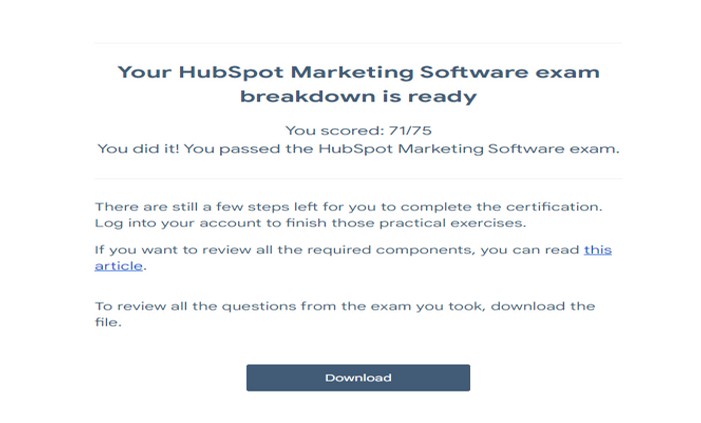 Your HubSpot Marketing Software exam
breakdown is ready
You scored: 71/75
You did it! You passed the HubSpot Marketing Software exam.
There are still a few steps left for you to complete the certification.
Log into your account to finish those practical exercises.
If you want to review all the required components, you can read this
article.
To review all the questions from the exam you took, download the
file.
Download